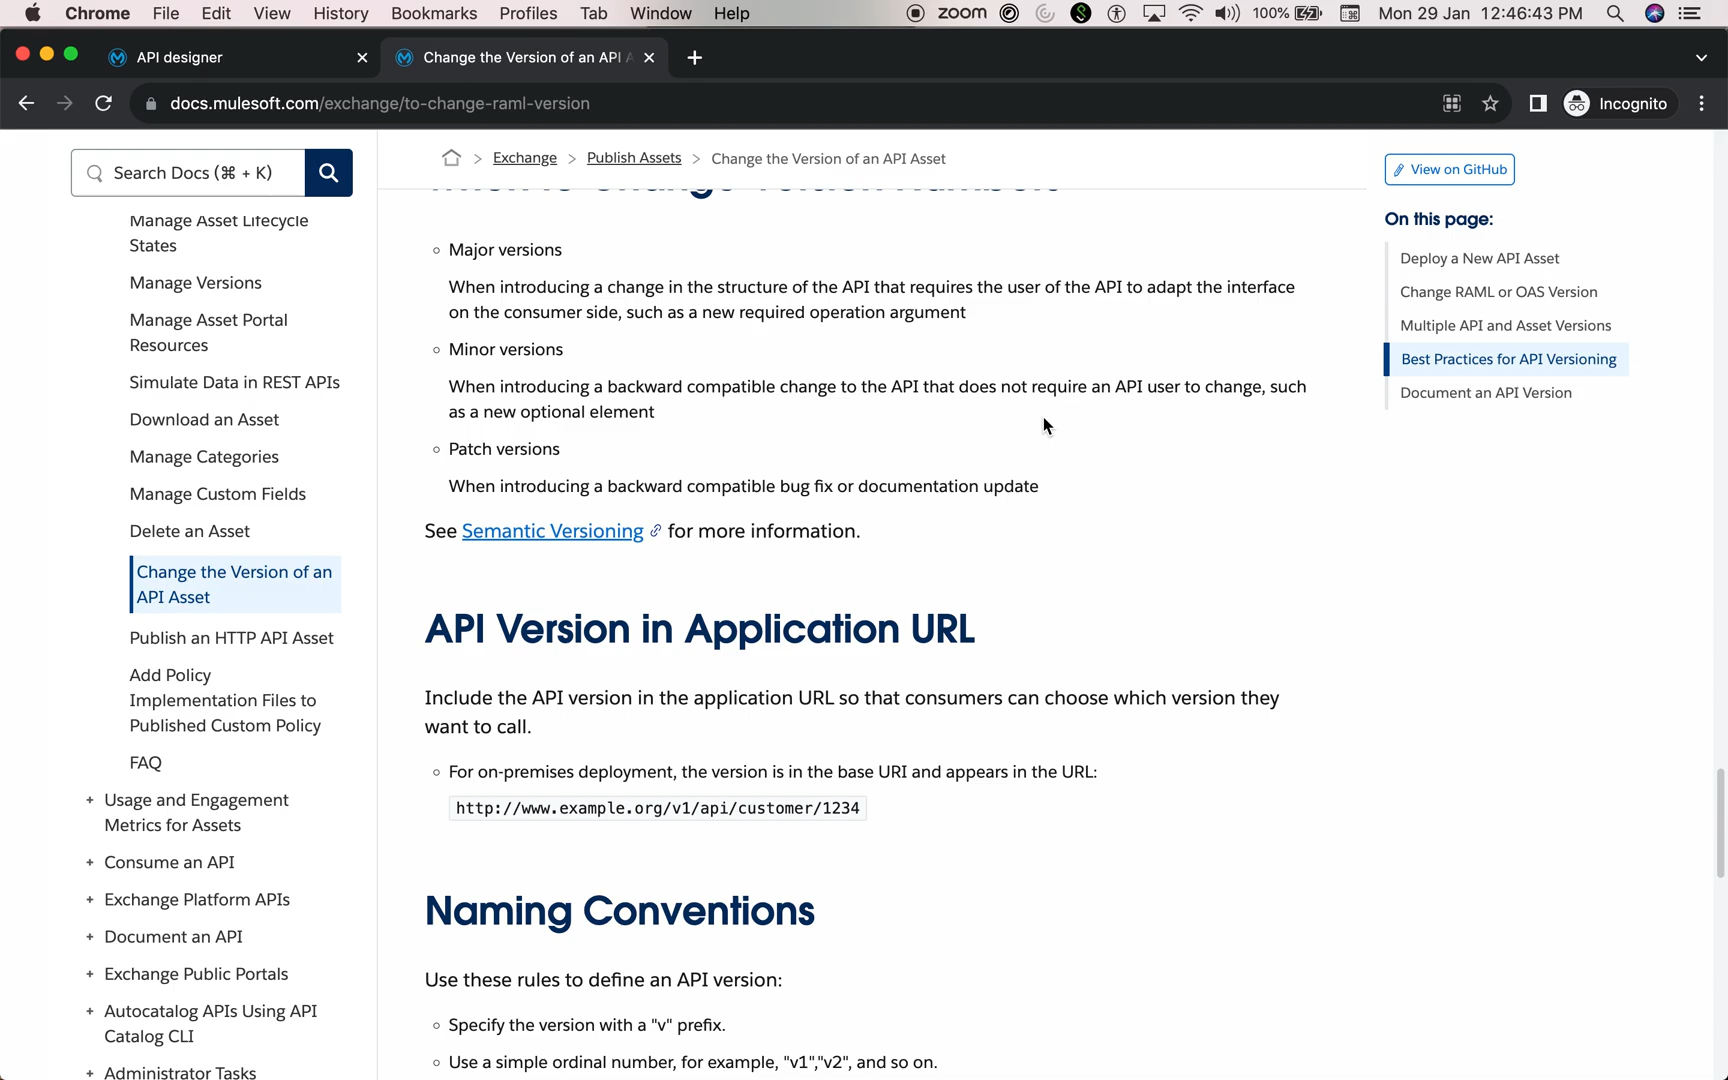 Chrome File Edit View History Bookmarks Profiles Tab Window Help zoom 100% Mon 29 Jan 12:46:43 PM
API designer
Change the Version of an API A
docs.mulesoft.com/exchange/to-change-raml-version
Incognito
Search Docs (⌘ + K)
Manage Asset Lifecycle
States
Manage Versions
Manage Asset Portal
Resources
Simulate Data in REST APIs
Download an Asset
Manage Categories
Manage Custom Fields
Delete an Asset
Change the Version of an
API Asset
Publish an HTTP API Asset
Add Policy
Implementation Files to
Published Custom Policy
FAQ
+ Usage and Engagement
Metrics for Assets
+ Consume an API
+ Exchange Platform APIs
+ Document an API
+ Exchange Public Portals
+ Autocatalog APIs Using API
Catalog CLI
+ Administrator Tasks
> Exchange > Publish Assets > Change the Version of an API Asset
When to Change Version Numbers
Major versions
When introducing a change in the structure of the API that requires the user of the API to adapt the interface
on the consumer side, such as a new required operation argument
Minor versions
When introducing a backward compatible change to the API that does not require an API user to change, such
as a new optional element
Patch versions
When introducing a backward compatible bug fix or documentation update
See Semantic Versioning for more information.
API Version in Application URL
Include the API version in the application URL so that consumers can choose which version they
want to call.
For on-premises deployment, the version is in the base URI and appears in the URL:
http://www.example.org/v1/api/customer/1234
Naming Conventions
Use these rules to define an API version:
Specify the version with a "v" prefix.
Use a simple ordinal number, for example, "v1","v2", and so on.
View on GitHub
On this page:
Deploy a New API Asset
Change RAML or OAS Version
Multiple API and Asset Versions
Best Practices for API Versioning
Document an API Version